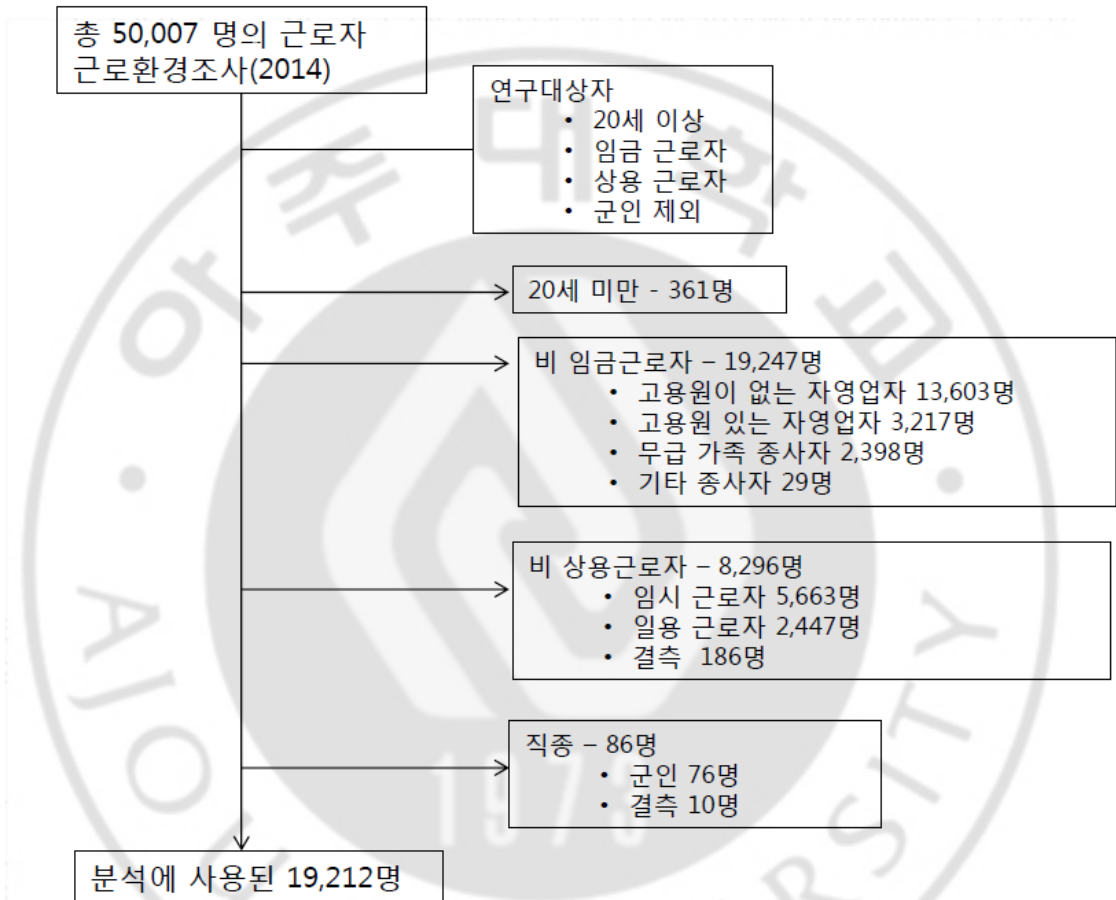 총 50,007 명의 근로자
근로환경조사(2014)
연구대상자
• 20세 이상
• 임금 근로자
• 상용 근로자
• 군인 제외
20세 미만 - 361명
비 임금근로자 – 19,247명
• 고용원이 없는 자영업자 13,603명
• 고용원 있는 자영업자 3,217명
• 무급 가족 종사자 2,398명
• 기타 종사자 29명
비 상용근로자 – 8,296명
• 임시 근로자 5,663명
• 일용 근로자 2,447명
• 결측 186명
직종 – 86명
• 군인 76명
• 결측 10명
분석에 사용된 19,212명
아주대학교
AJOU
1973